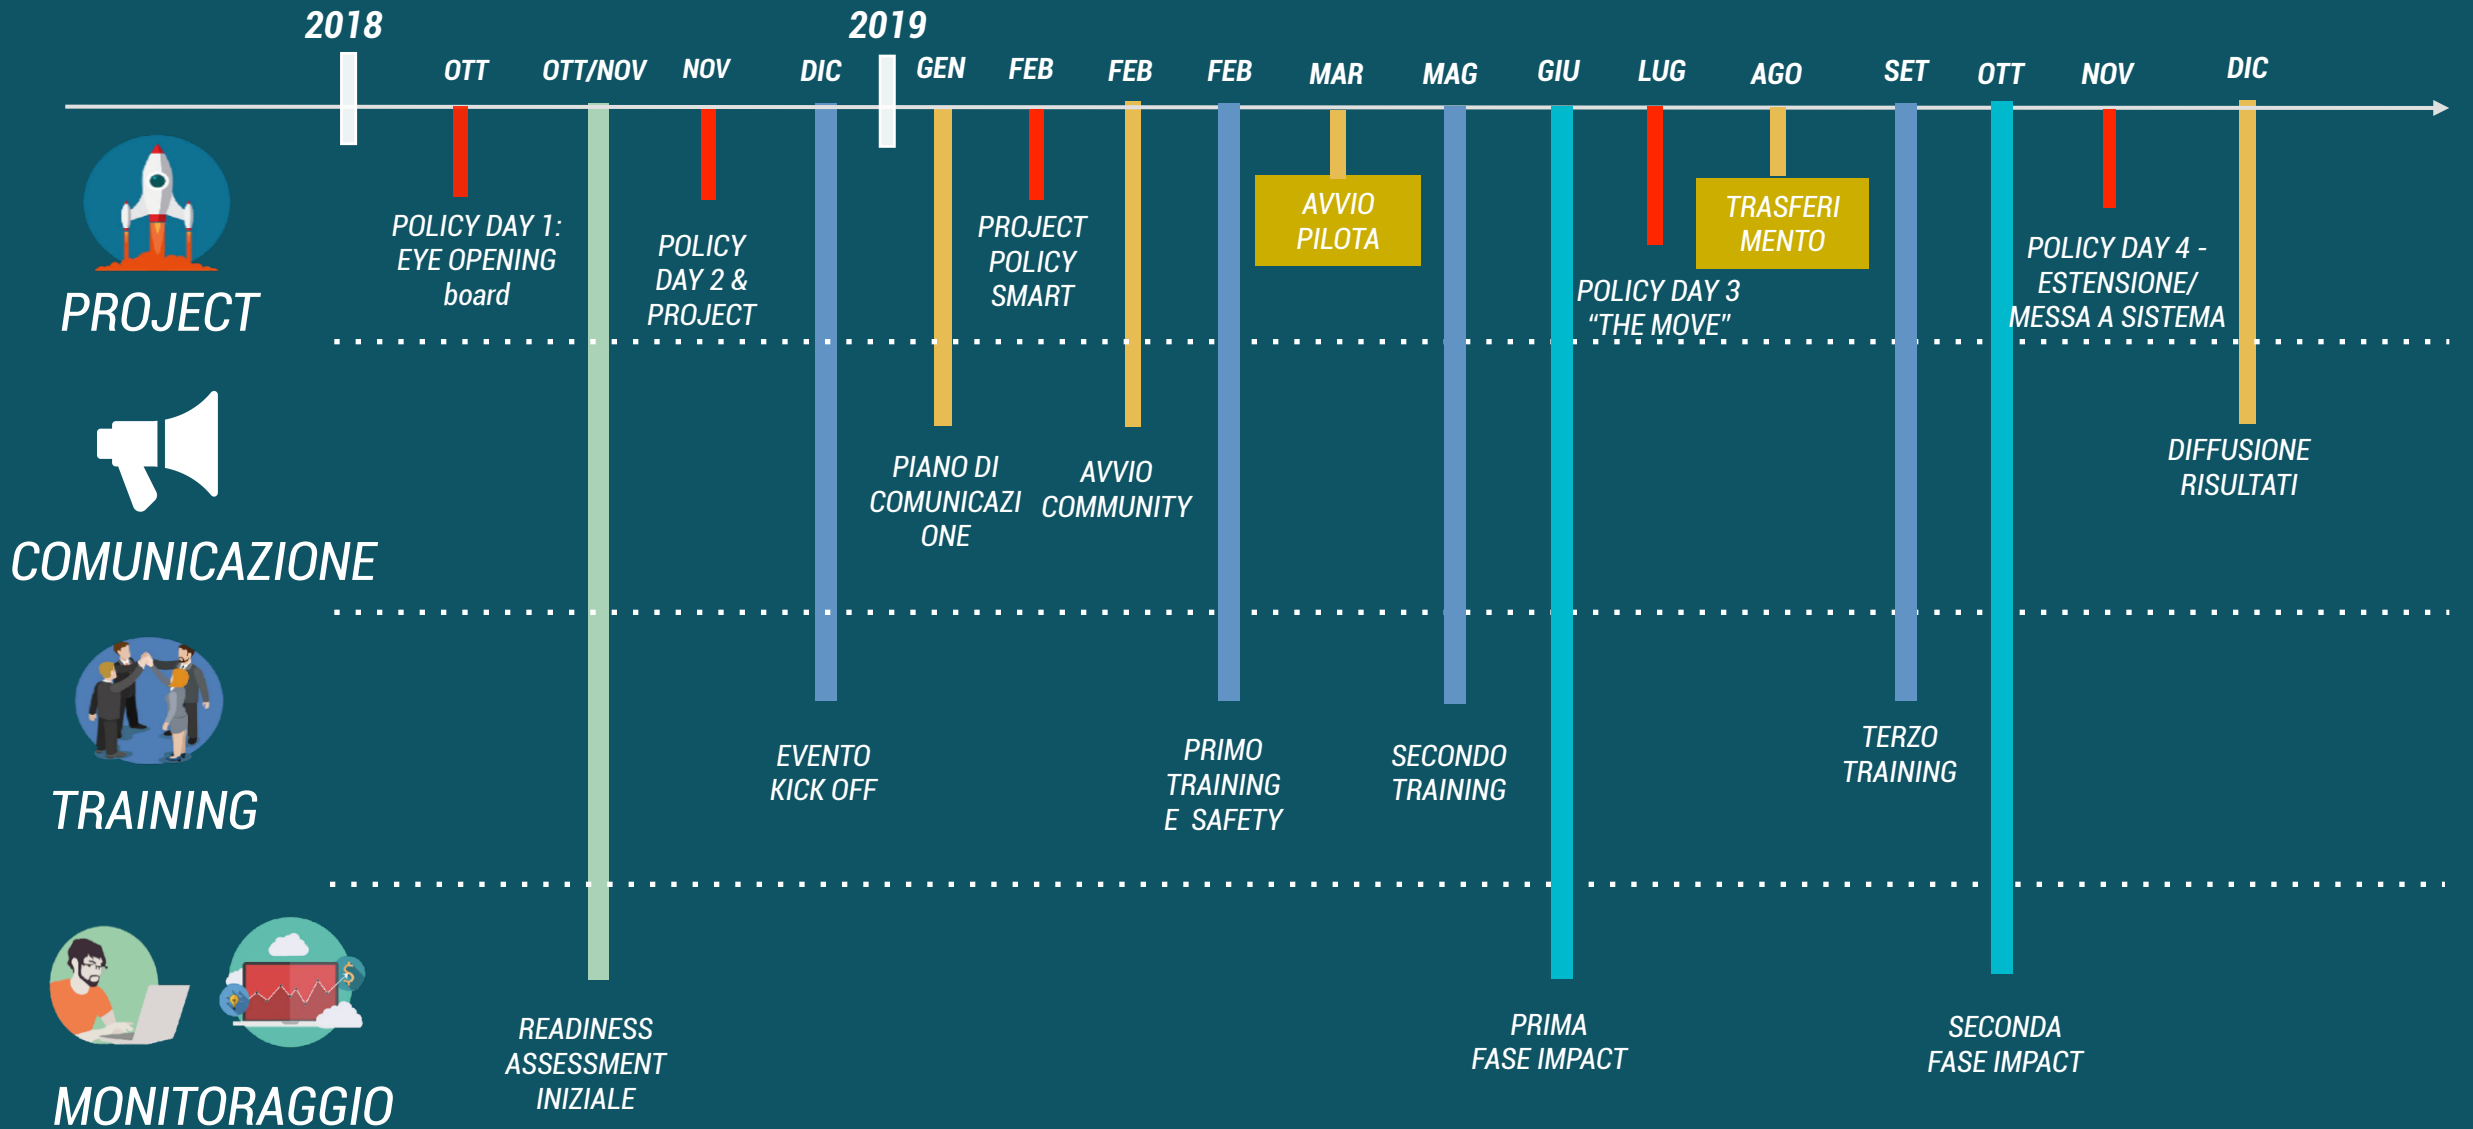 2018
2019
OTT
OTT/NOV
NOV
DIC
GEN
FEB
FEB
FEB
MAR
MAG
GIU
LUG
AGO
SET
OTT
NOV
DIC
PROJECT
POLICY DAY 1:
EYE OPENING
board
POLICY
DAY 2 &
PROJECT
PROJECT
POLICY
SMART
AVVIO
PILOTA
POLICY DAY 3
“THE MOVE”
TRASFERI
MENTO
POLICY DAY 4 -
ESTENSIONE/
MESSA A SISTEMA
COMUNICAZIONE
PIANO DI
COMUNICAZI
ONE
AVVIO
COMMUNITY
DIFFUSIONE
RISULTATI
TRAINING
EVENTO
KICK OFF
PRIMO
TRAINING
E SAFETY
SECONDO
TRAINING
TERZO
TRAINING
MONITORAGGIO
READINESS
ASSESSMENT
INIZIALE
PRIMA
FASE IMPACT
SECONDA
FASE IMPACT
$